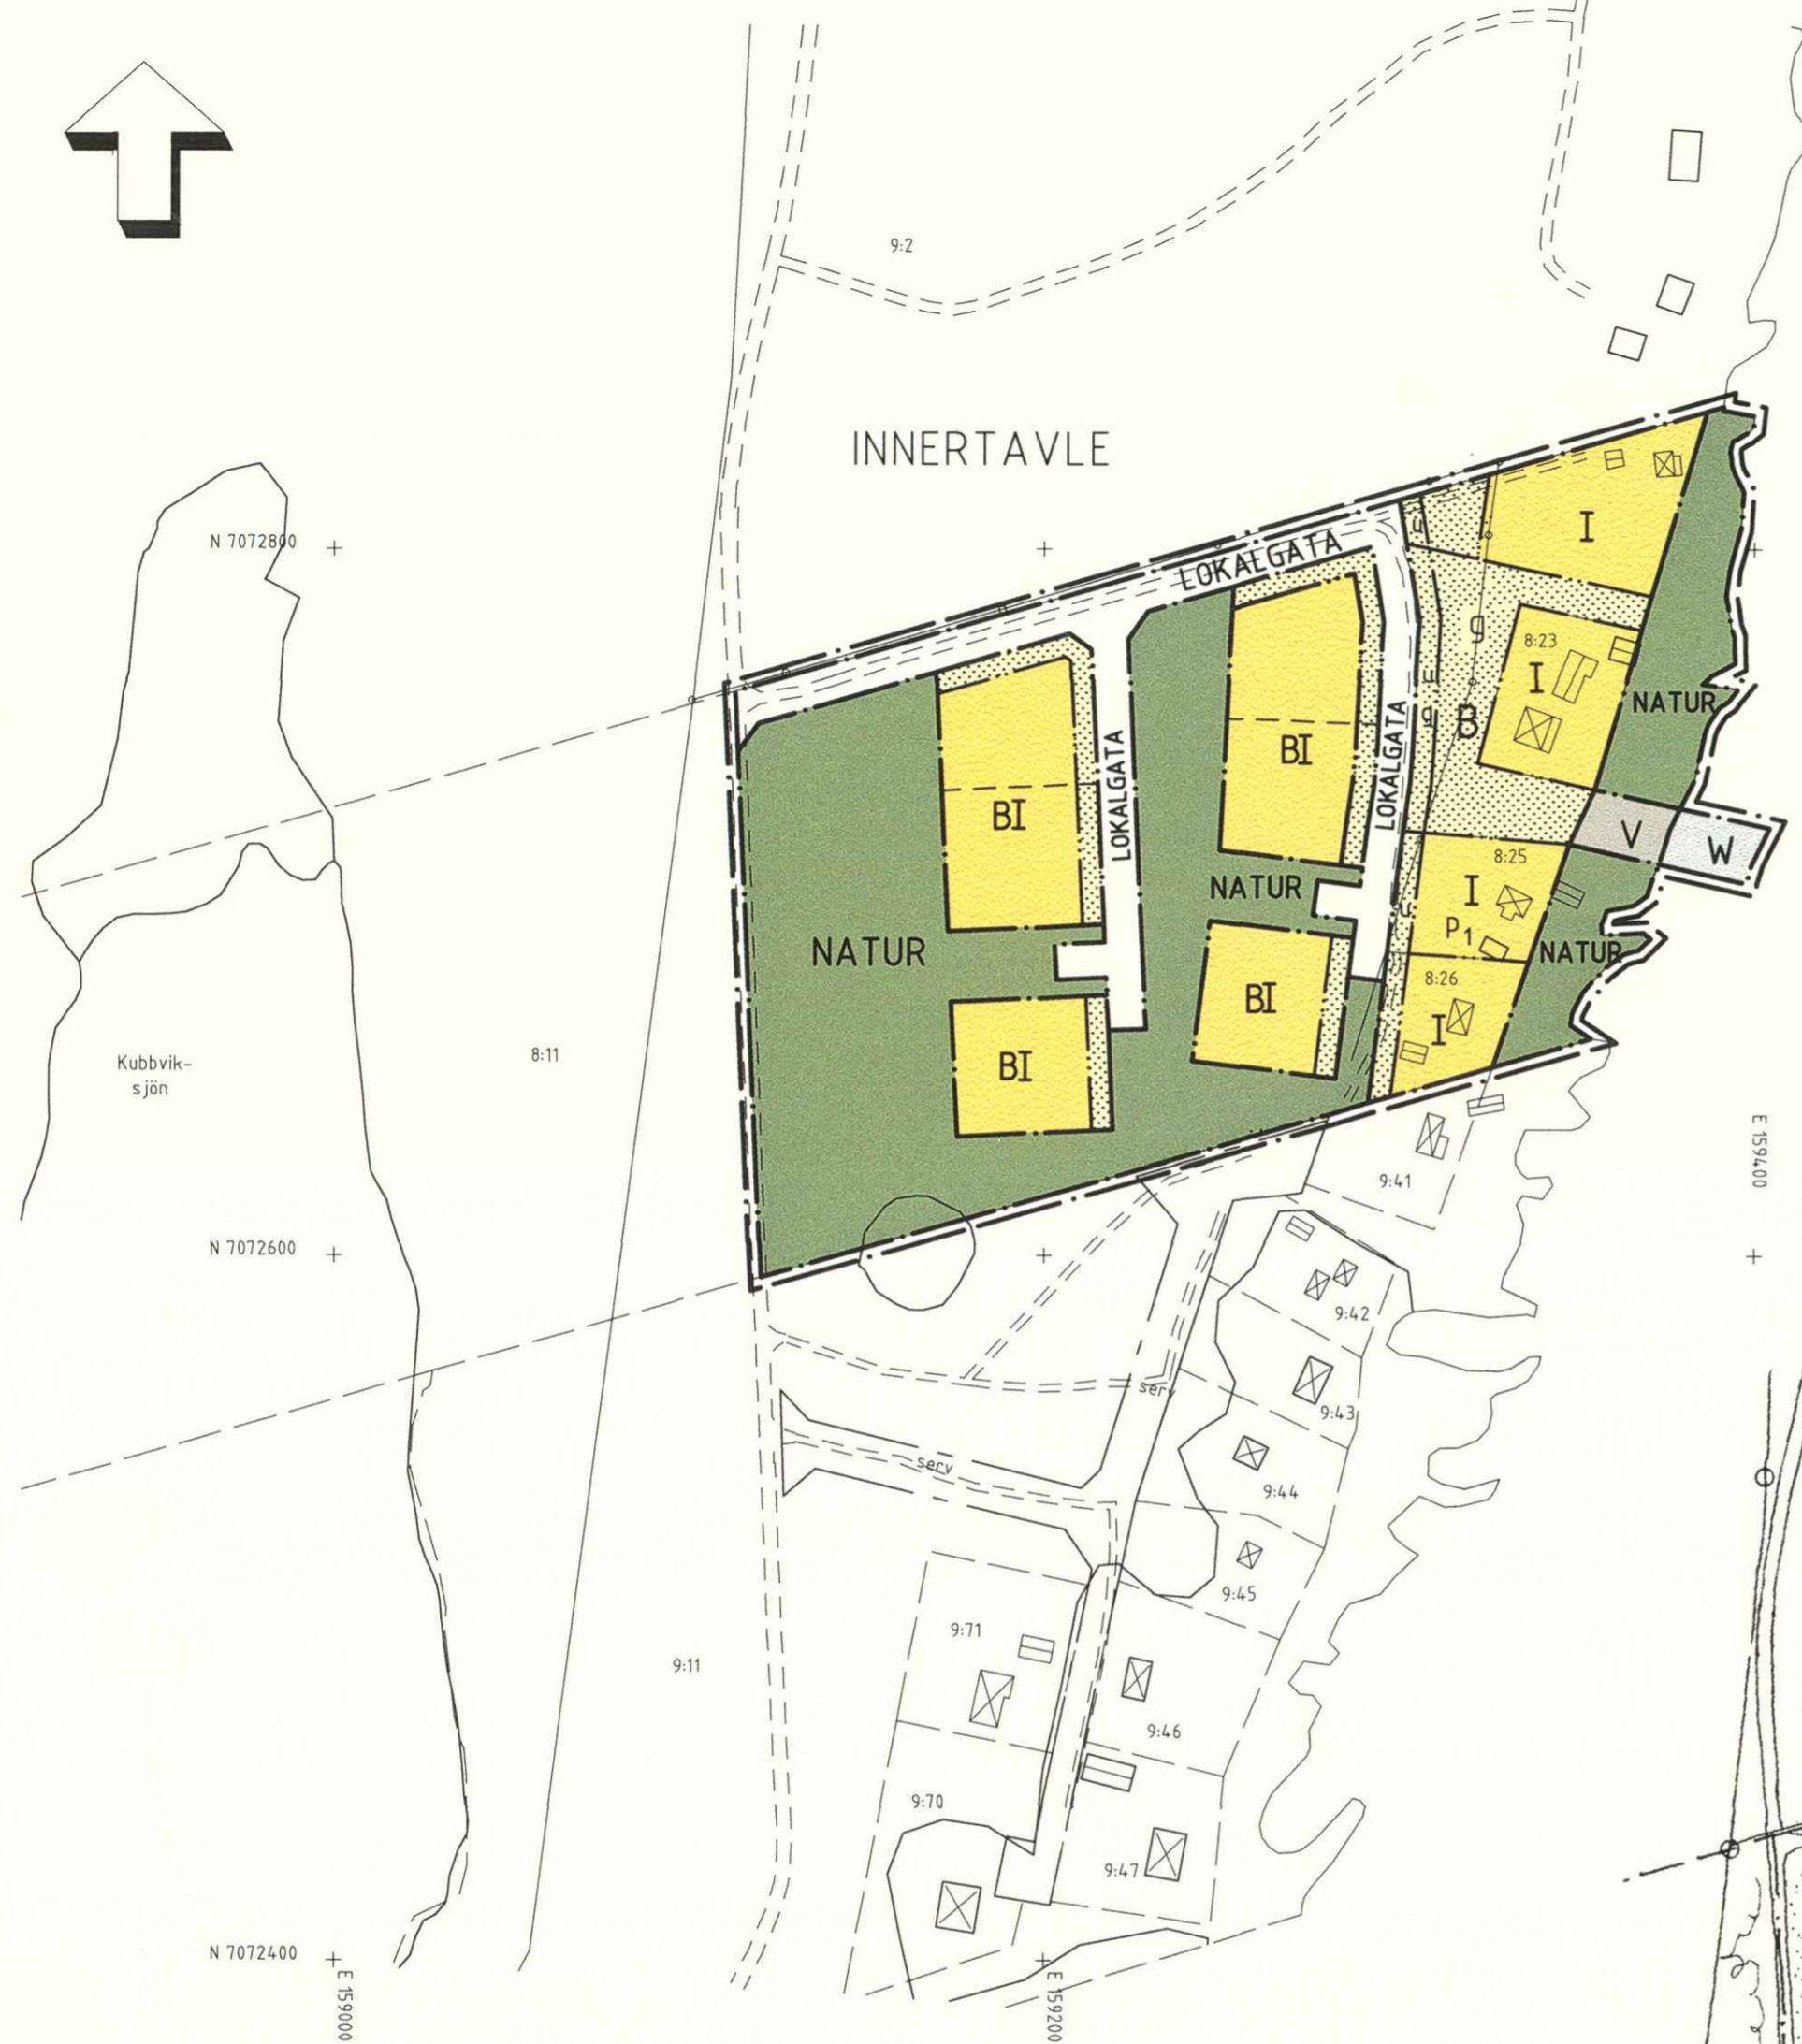 9:2
INNERTAVLE
N 7072800
LOKALGATA
u
I
g
8:23
I
u
g
B
NATUR
LOKALGATA
LOKALGATA
BI
BI
V
W
8:25
I
NATUR
u
P1
NATUR
NATUR
8:26
I
BI
BI
8:11
Kubbvik-
sjön
E 159400
9:41
N 7072600
9:42
serv
9:43
serv
9:44
9:45
9:71
9:11
9:46
9:70
9:47
N 7072400
E 159000
E 159200